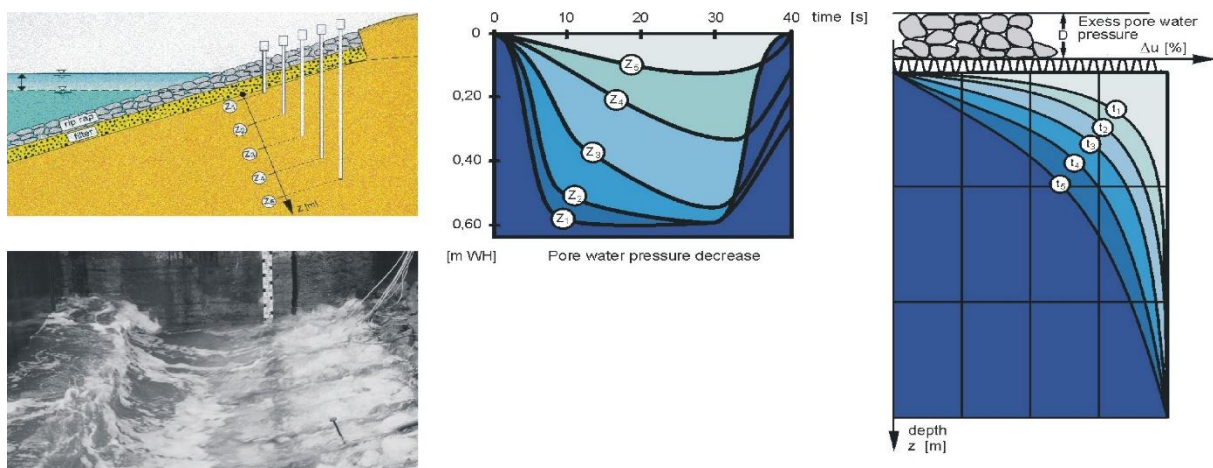 rip rap
filter
Z₁
Z₂
Z₃
Z₄
Z₅
z [m]
0 10 20 30 40 time [s]
0
0,20
0,40
0,60
[m WH]
Z₅
Z₄
Z₃
Z₂
Z₁
Pore water pressure decrease
D
Exess pore water
pressure
Δu [%]
t₁
t₂
t₃
t₄
t₅
depth
z [m]